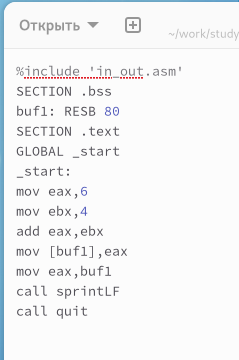 Открыть
~/work/study
%include 'in_out.asm'
SECTION .bss
buf1: RESB 80
SECTION .text
GLOBAL _start
_start:
mov eax,6
mov ebx,4
add eax,ebx
mov [buf1],eax
mov eax,buf1
call sprintLF
call quit